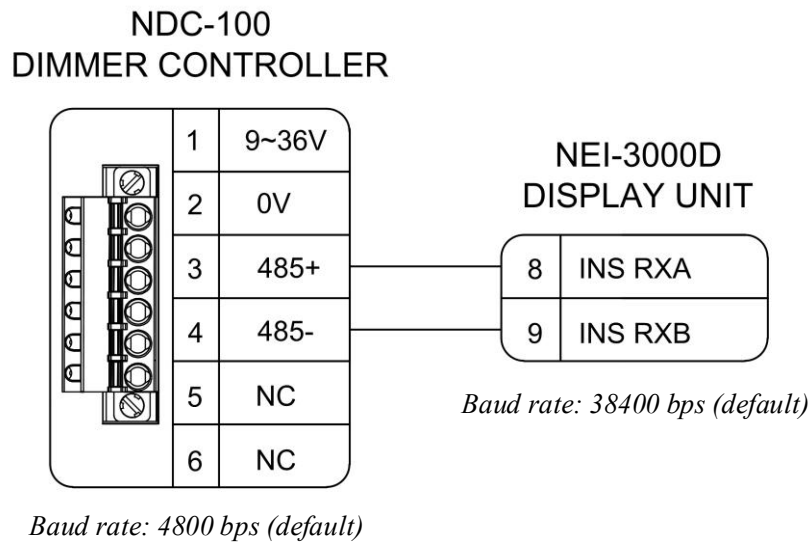 NDC-100
DIMMER CONTROLLER
1 9~36V
2 0V
3 485+
4 485-
5 NC
6 NC
Baud rate: 4800 bps (default)
NEI-3000D
DISPLAY UNIT
8 INS RXA
9 INS RXB
Baud rate: 38400 bps (default)